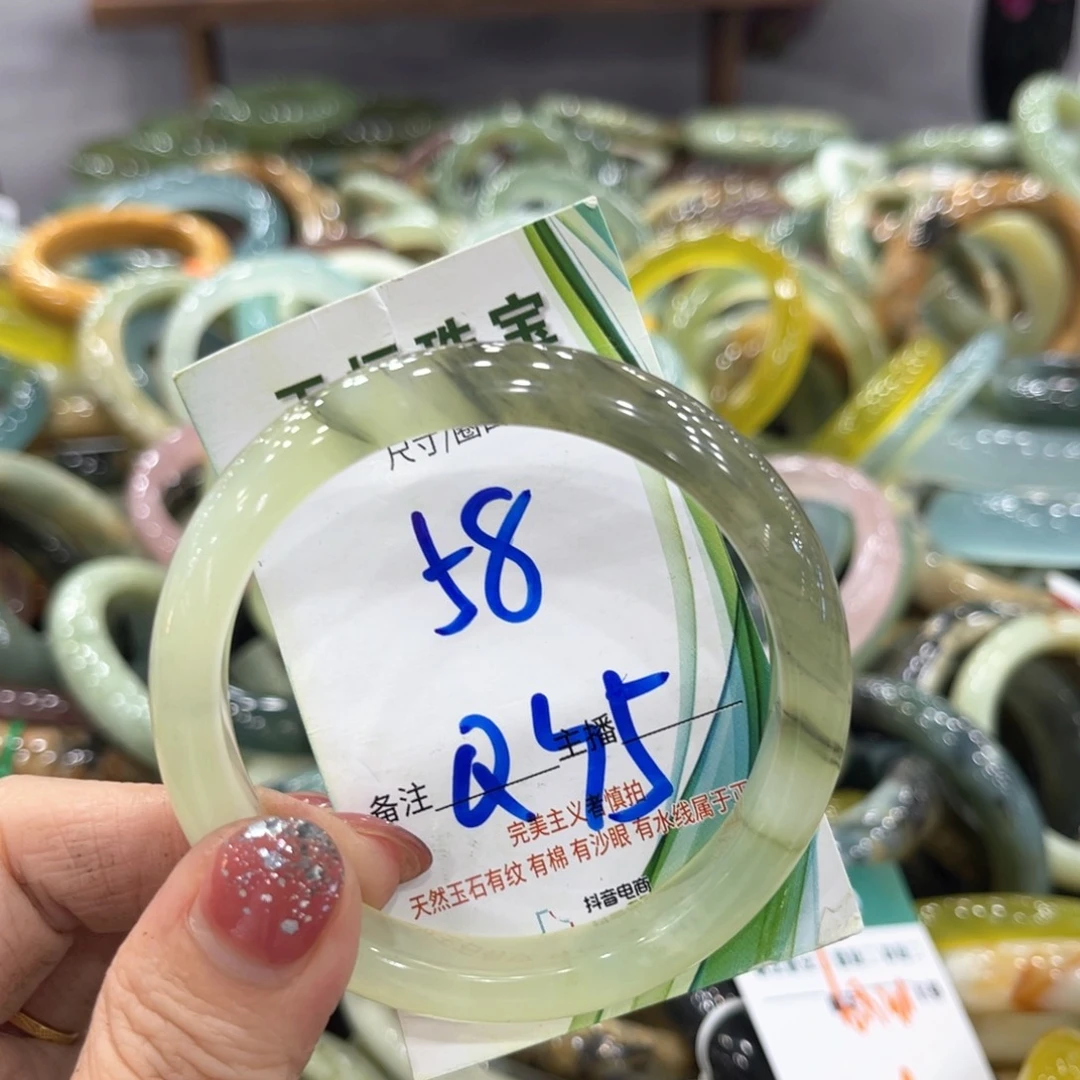 珠宝
尺寸/圈口
58
Q45
备注
主播
完美主义者慎拍
天然玉石有纹 有棉 有沙眼 有水线属于正
抖音电商